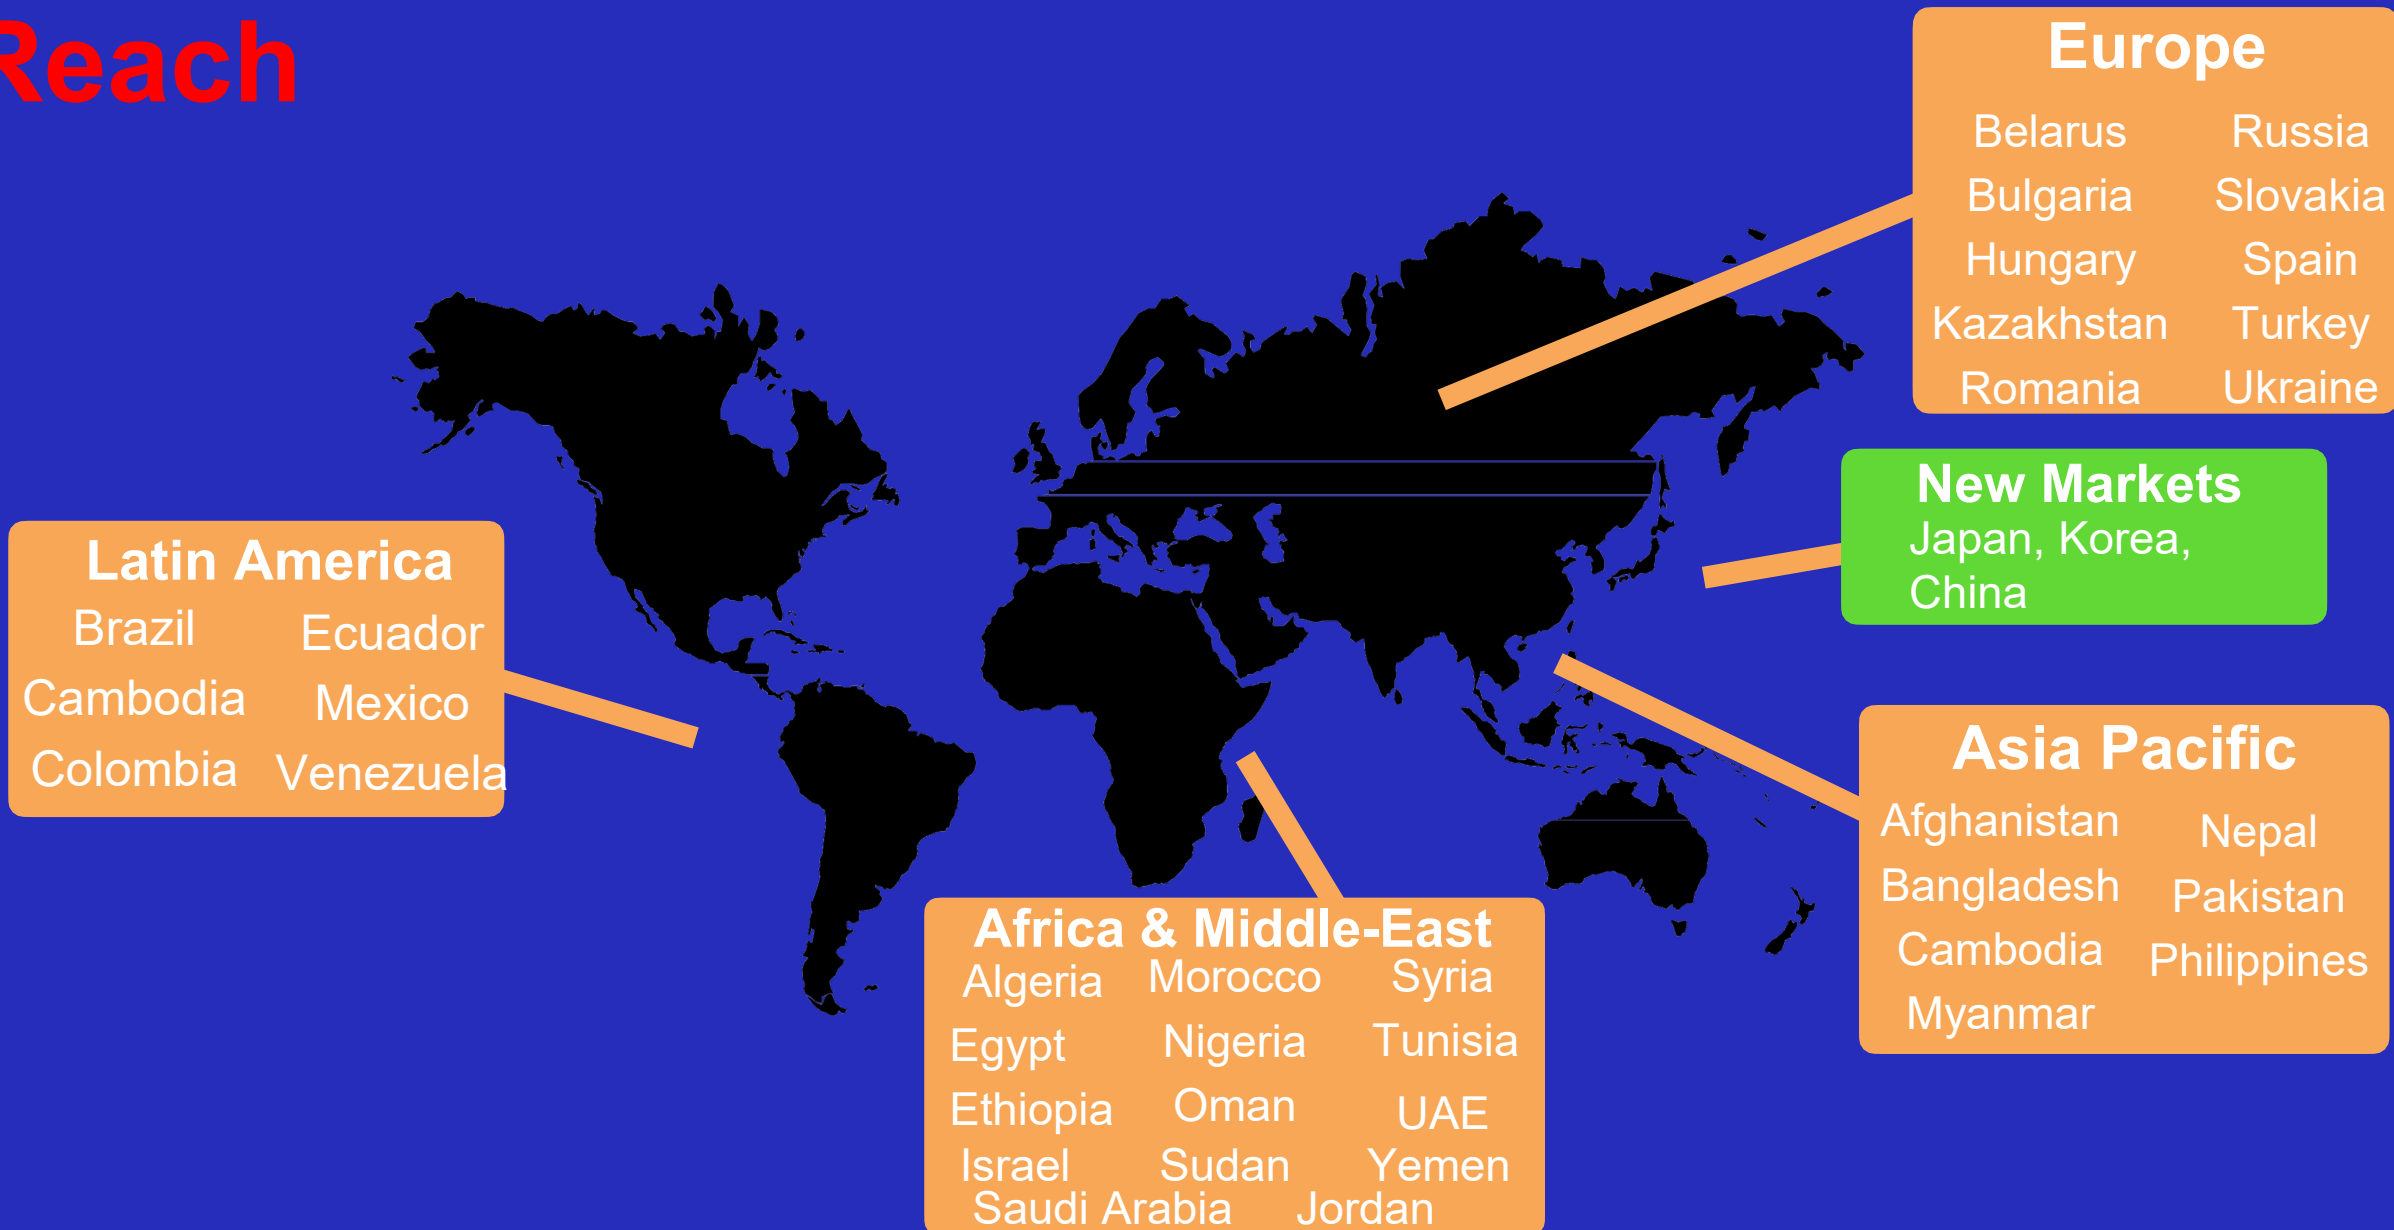 Reach
Europe
Belarus Russia
Bulgaria Slovakia
Hungary Spain
Kazakhstan Turkey
Romania Ukraine
New Markets
Japan, Korea,
China
Latin America
Brazil Ecuador
Cambodia Mexico
Colombia Venezuela
Asia Pacific
Afghanistan Nepal
Bangladesh Pakistan
Cambodia Philippines
Myanmar
Africa & Middle-East
Algeria Morocco Syria
Egypt Nigeria Tunisia
Ethiopia Oman UAE
Israel Sudan Yemen
Saudi Arabia Jordan